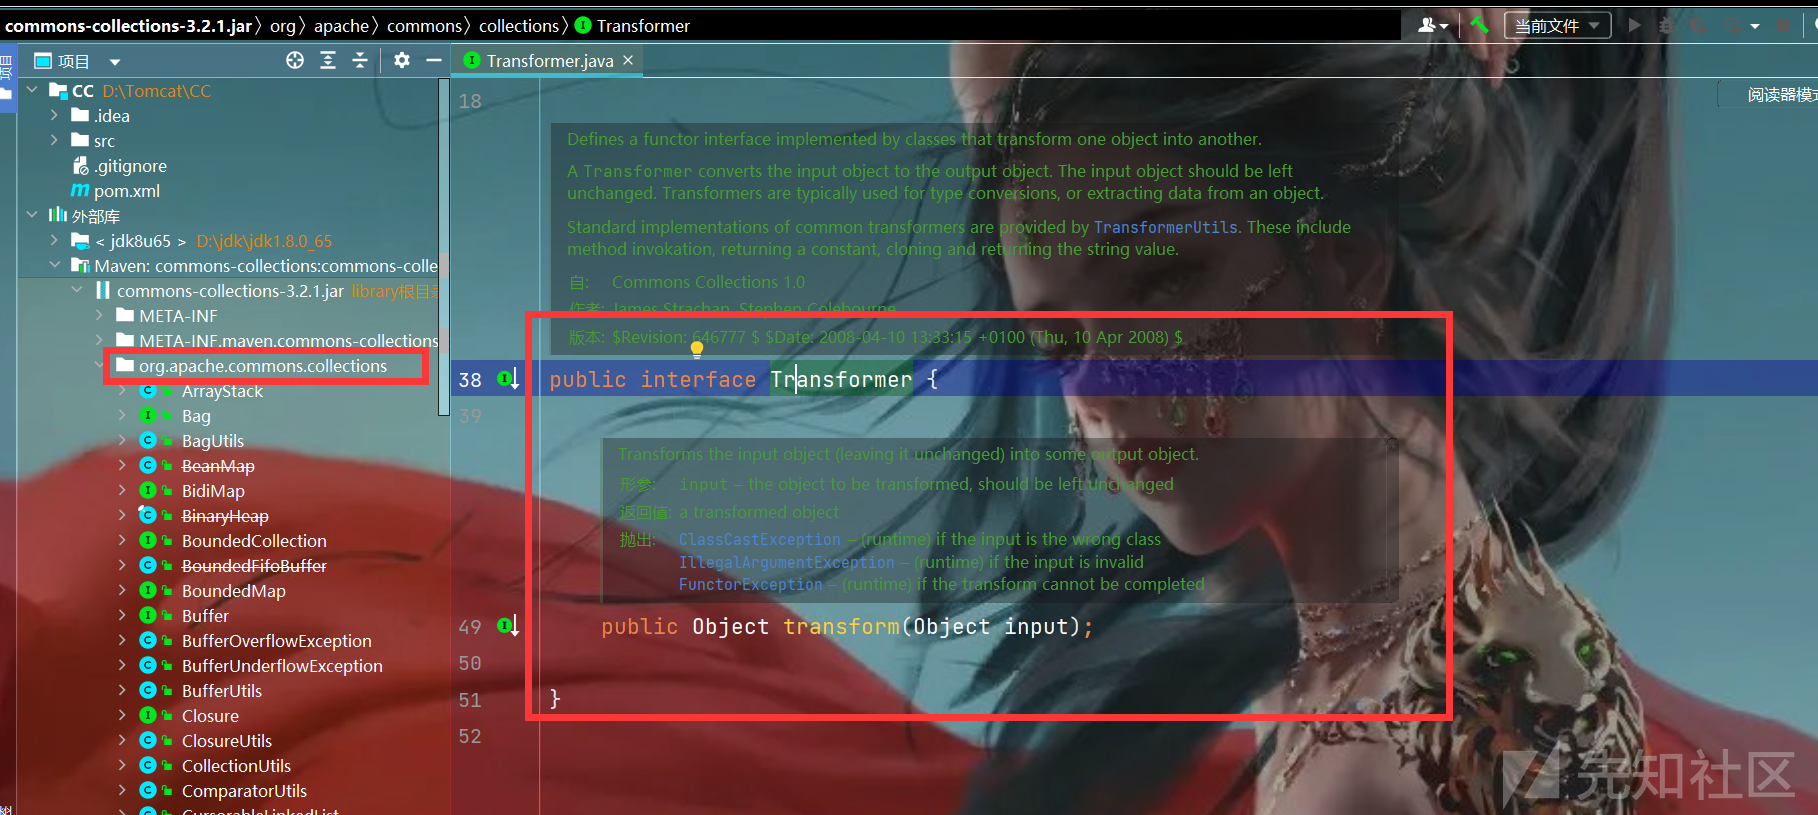 commons-collections-3.2.1.jar › org › apache › commons › collections › Transformer
当前文件
项目
项目
Transformer.java
CC D:\Tomcat\CC
.idea
src
.gitignore
pom.xml
外部库
< jdk8u65 > D:\jdk\jdk1.8.0_65
Maven: commons-collections:commons-colle
commons-collections-3.2.1.jar library根目
META-INF
META-INF.maven.commons-collections
org.apache.commons.collections
ArrayStack
Bag
BagUtils
BeanMap
BidiMap
BinaryHeap
BoundedCollection
BoundedFifoBuffer
BoundedMap
Buffer
BufferOverflowException
BufferUnderflowException
BufferUtils
Closure
ClosureUtils
CollectionUtils
ComparatorUtils
CursorableLinkedList
阅读器模式
18
Defines a functor interface implemented by classes that transform one object into another.
A Transformer converts the input object to the output object. The input object should be left
unchanged. Transformers are typically used for type conversions, or extracting data from an object.
Standard implementations of common transformers are provided by TransformerUtils. These include
method invokation, returning a constant, cloning and returning the string value.
自: Commons Collections 1.0
作者: James Strachan, Stephen Colebourne
版本: $Revision: 646777 $ $Date: 2008-04-10 13:33:15 +0100 (Thu, 10 Apr 2008) $
38 public interface Transformer {
39
Transforms the input object (leaving it unchanged) into some output object.
形参: input – the object to be transformed, should be left unchanged
返回值: a transformed object
抛出: ClassCastException – (runtime) if the input is the wrong class
IllegalArgumentException – (runtime) if the input is invalid
FunctorException – (runtime) if the transform cannot be completed
49 public Object transform(Object input);
50
51 }
52
先知社区